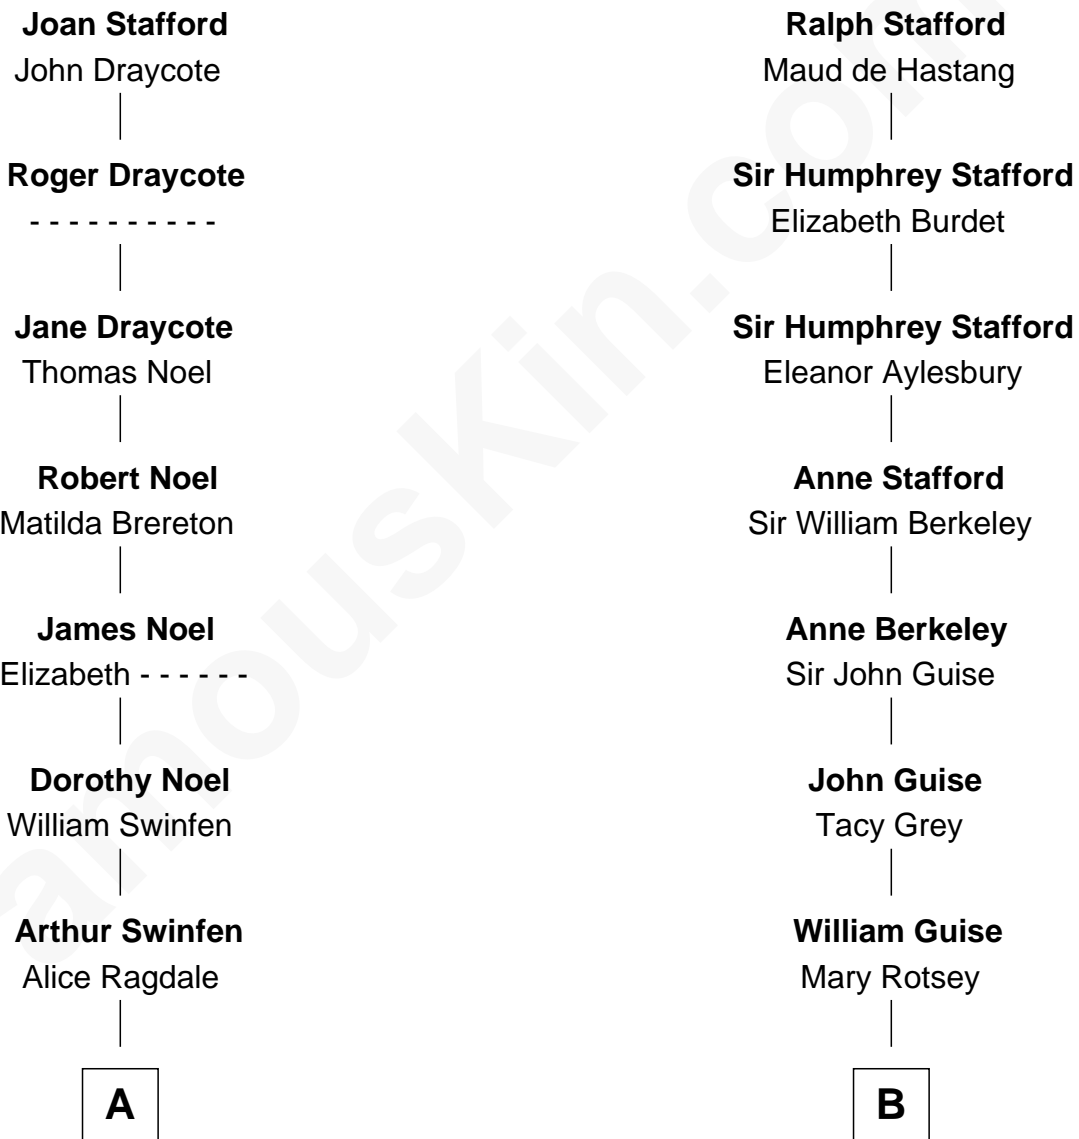 Joan Stafford
John Draycote
Roger Draycote
- - - - - - - - - -
Jane Draycote
Thomas Noel
Robert Noel
Matilda Brereton
James Noel
Elizabeth - - - - - -
Dorothy Noel
William Swinfen
Arthur Swinfen
Alice Ragdale
A
Ralph Stafford
Maud de Hastang
Sir Humphrey Stafford
Elizabeth Burdet
Sir Humphrey Stafford
Eleanor Aylesbury
Anne Stafford
Sir William Berkeley
Anne Berkeley
Sir John Guise
John Guise
Tacy Grey
William Guise
Mary Rotsey
B
amouskin.com